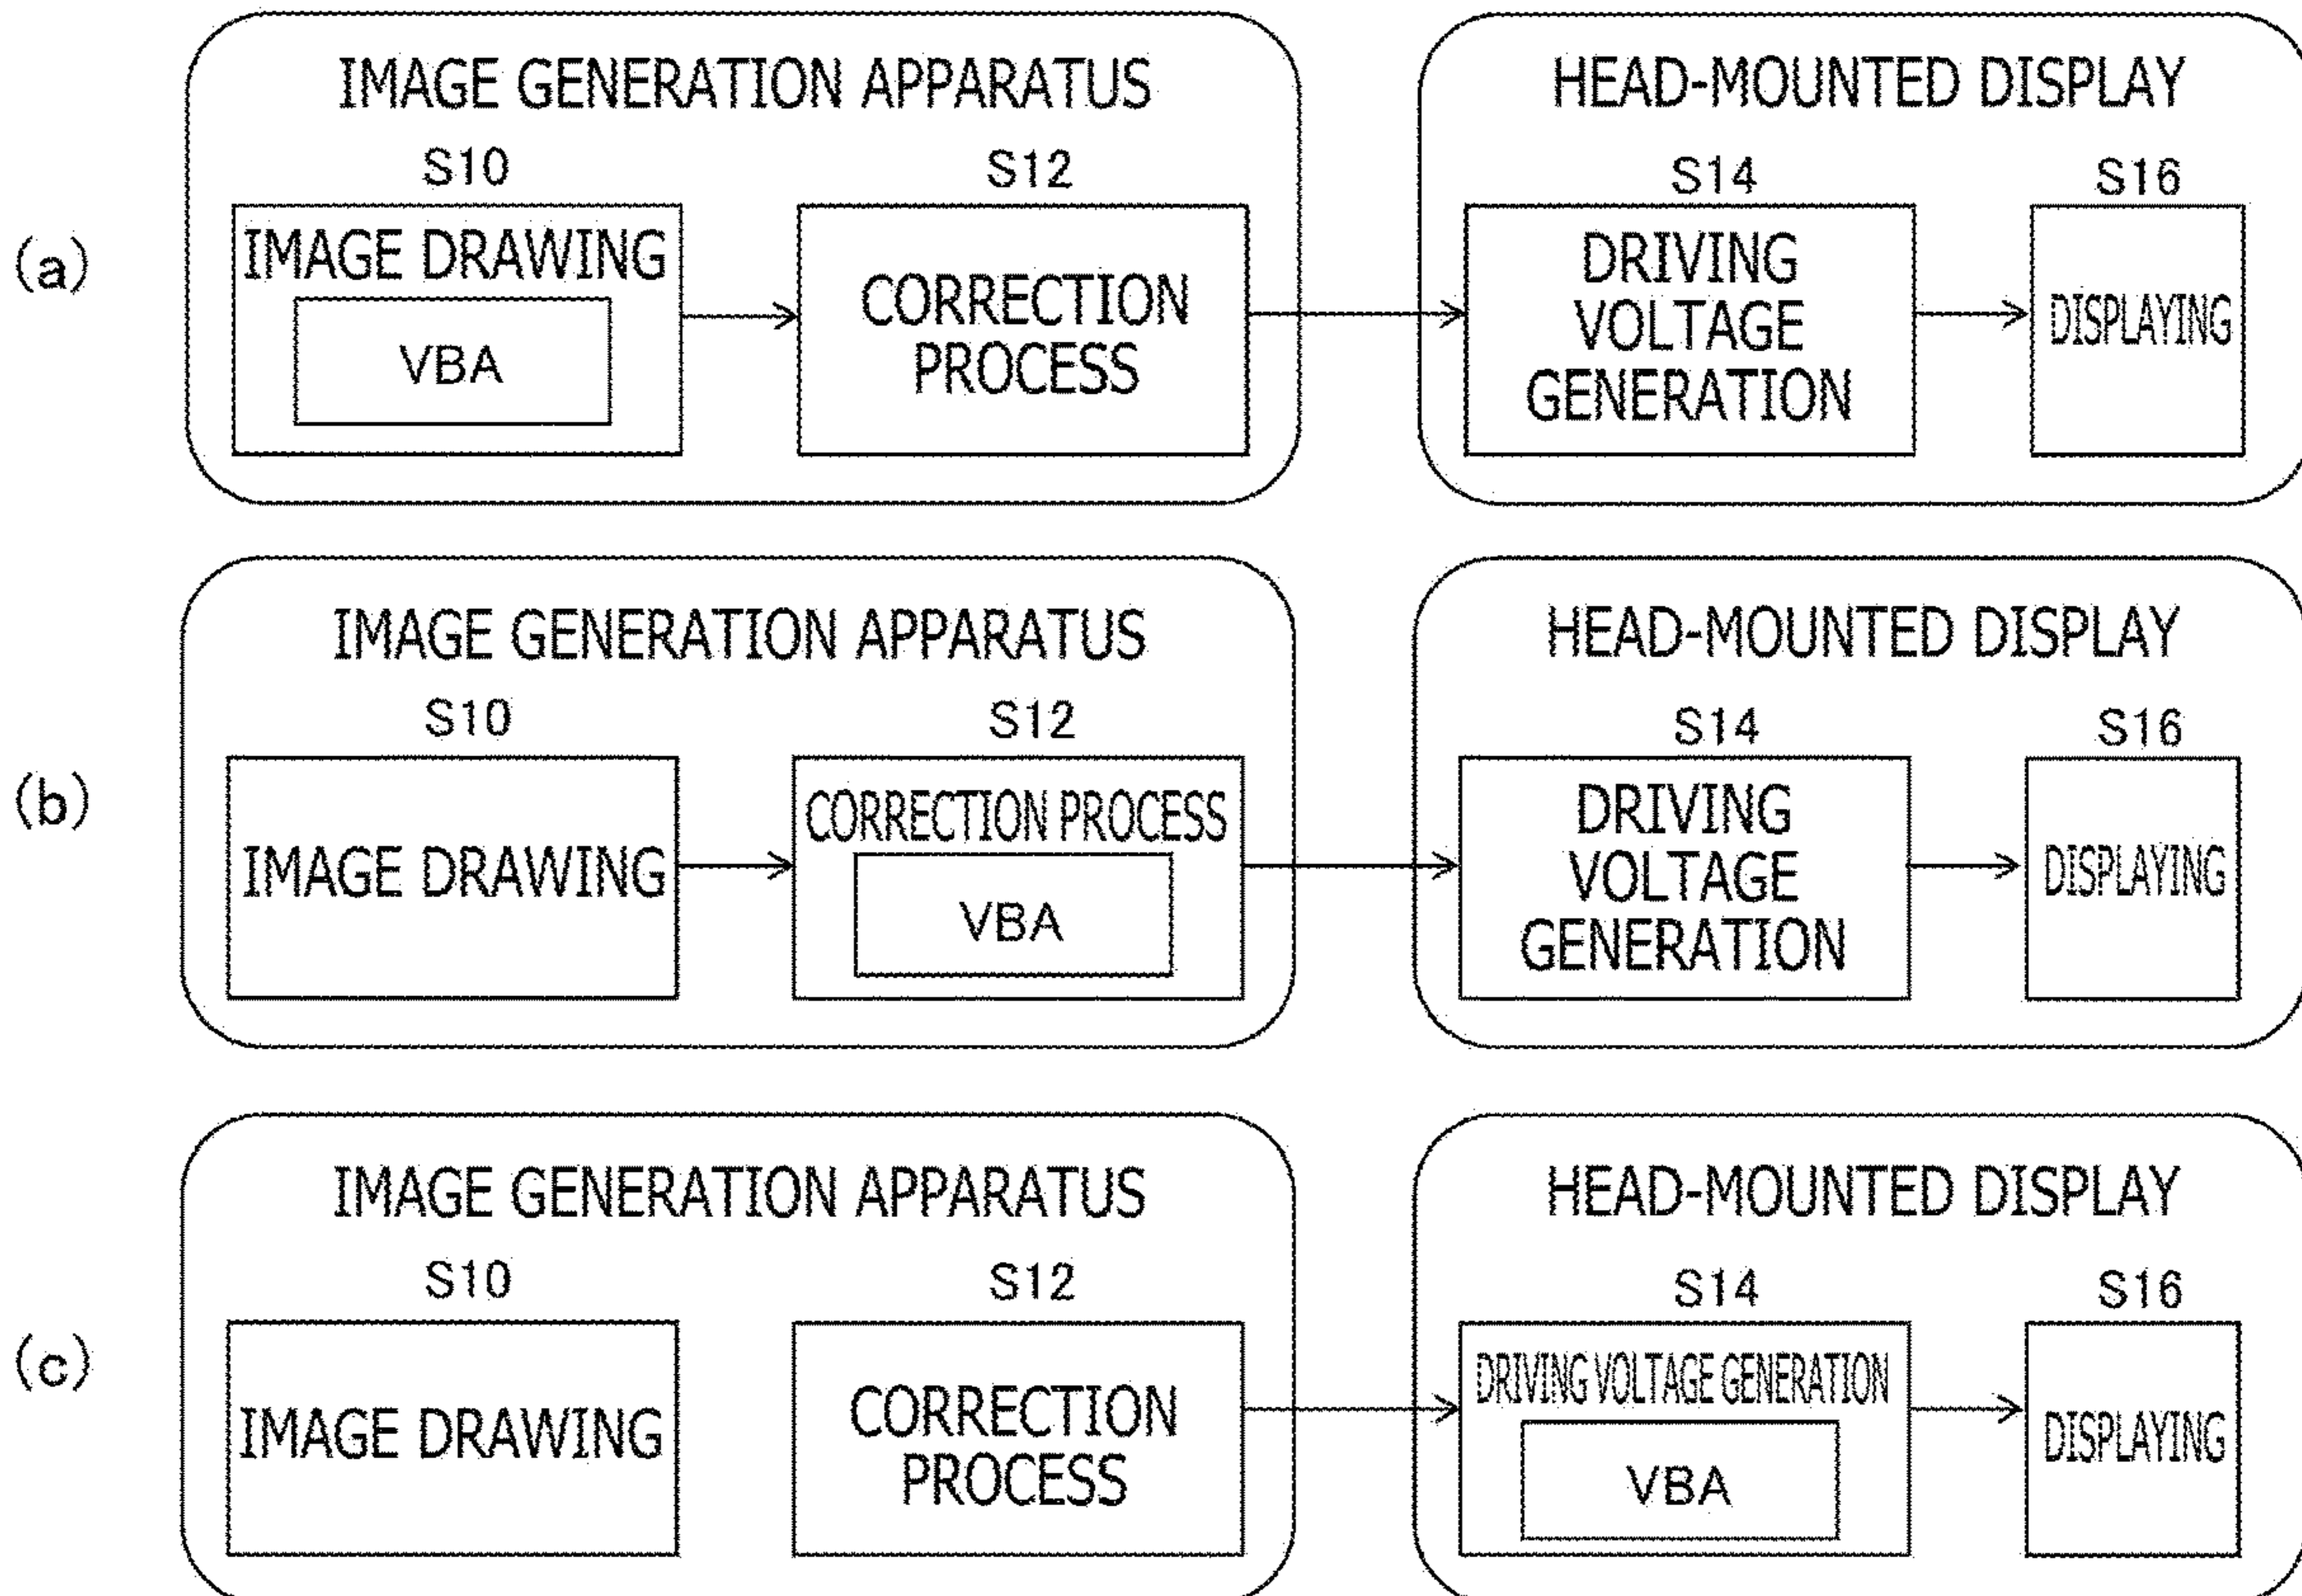 (a)
IMAGE GENERATION APPARATUS
S10
IMAGE DRAWING
VBA
S12
CORRECTION
PROCESS
HEAD-MOUNTED DISPLAY
S14
DRIVING
VOLTAGE
GENERATION
S16
DISPLAYING
(b)
IMAGE GENERATION APPARATUS
S10
IMAGE DRAWING
S12
CORRECTION PROCESS
VBA
HEAD-MOUNTED DISPLAY
S14
DRIVING
VOLTAGE
GENERATION
S16
DISPLAYING
(c)
IMAGE GENERATION APPARATUS
S10
IMAGE DRAWING
S12
CORRECTION
PROCESS
HEAD-MOUNTED DISPLAY
S14
DRIVING VOLTAGE GENERATION
VBA
S16
DISPLAYING